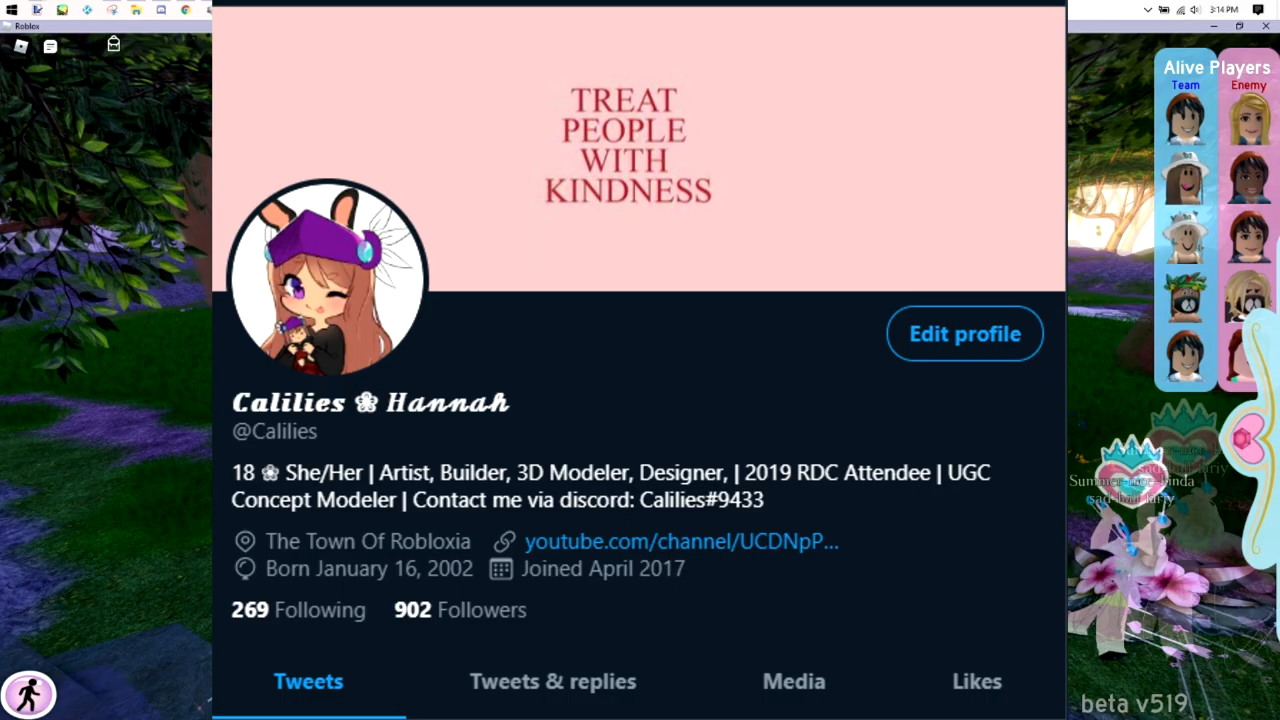 Roblox
3:14 PM
TREAT
PEOPLE
WITH
KINDNESS
Alive Players
Team Enemy
Edit profile
Calilies ❀ Hannah
@Calilies
18 ❀ She/Her | Artist, Builder, 3D Modeler, Designer, | 2019 RDC Attendee | UGC
Concept Modeler | Contact me via discord: Calilies#9433
The Town Of Robloxia youtube.com/channel/UCDNpP...
Born January 16, 2002 Joined April 2017
269 Following 902 Followers
Tweets Tweets & replies Media Likes
beta v519